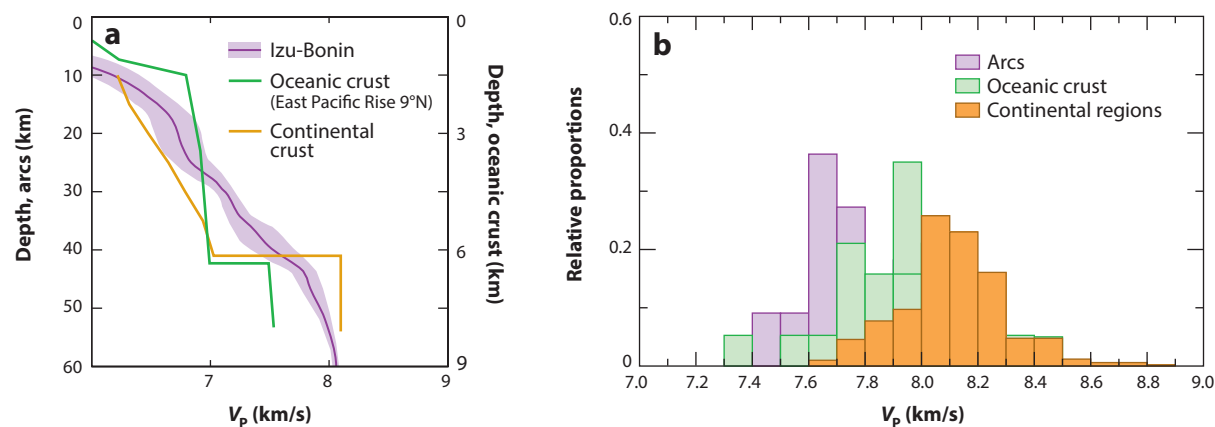 a
Izu-Bonin
Oceanic crust
(East Pacific Rise 9°N)
Continental
crust
0
10
20
30
40
50
60
Depth, arcs (km)
0
3
6
9
Depth, oceanic crust (km)
7
8
9
VP (km/s)
b
Arcs
Oceanic crust
Continental regions
0.6
0.4
0.2
0
Relative proportions
7.0
7.2
7.4
7.6
7.8
8.0
8.2
8.4
8.6
8.8
9.0
VP (km/s)